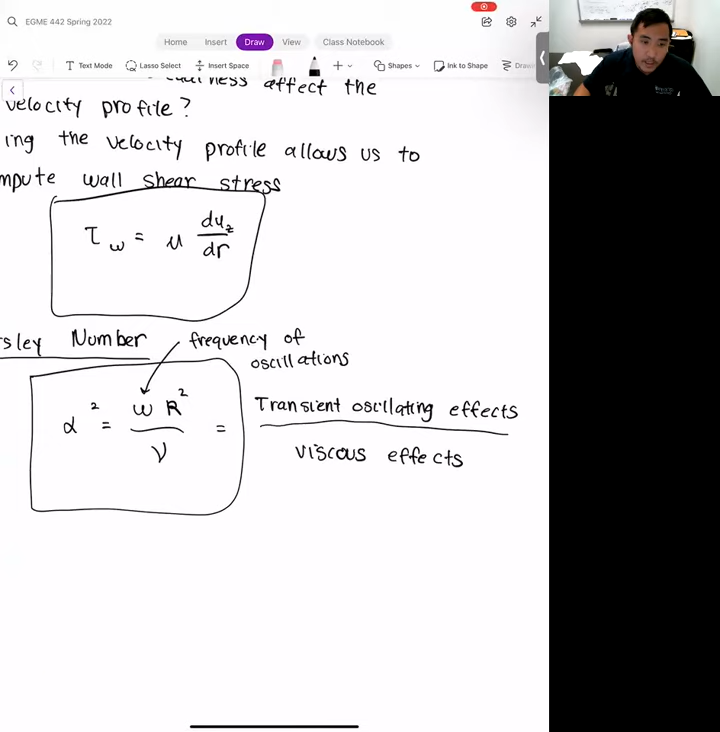 EGME 442 Spring 2022
Home Insert Draw View Class Notebook
T Text Mode Lasso Select Insert Space Shapes Ink to Shape Draw
affect the
velocity profile?
ing the velocity profile allows us to
mpute wall shear stress
τw = μ duz/dr
rsley Number
frequency of
oscillations
α² = ωR²/ν = Transient oscillating effects / viscous effects